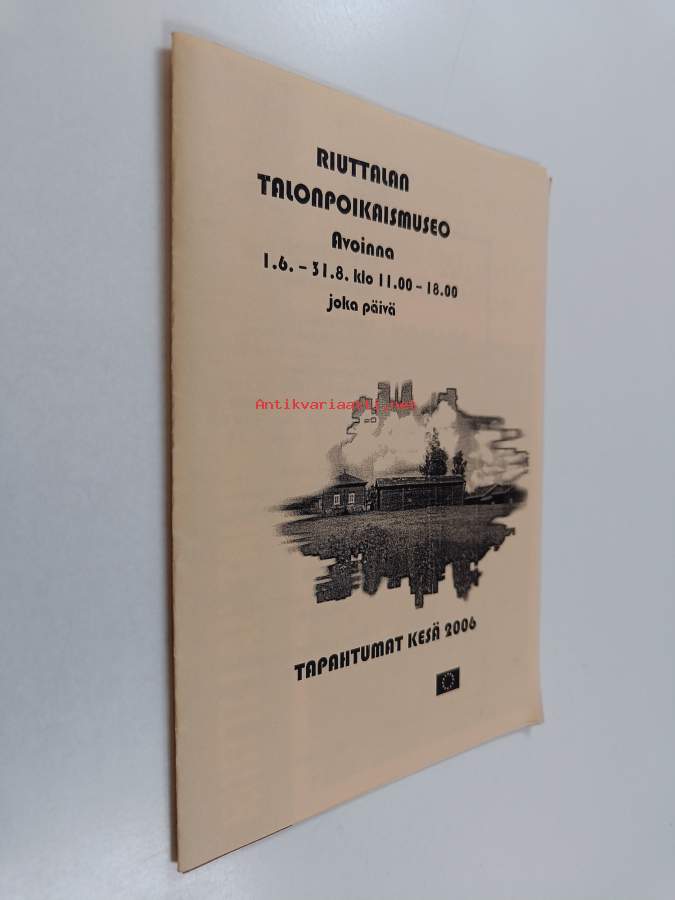 RIUTTALAN
TALONPOIKAISMUSEO
Avoinna
1.6. – 31.8. klo 11.00 – 18.00
joka päivä
Antikvariaatti.net
TAPAHTUMAT KESÄ 2006